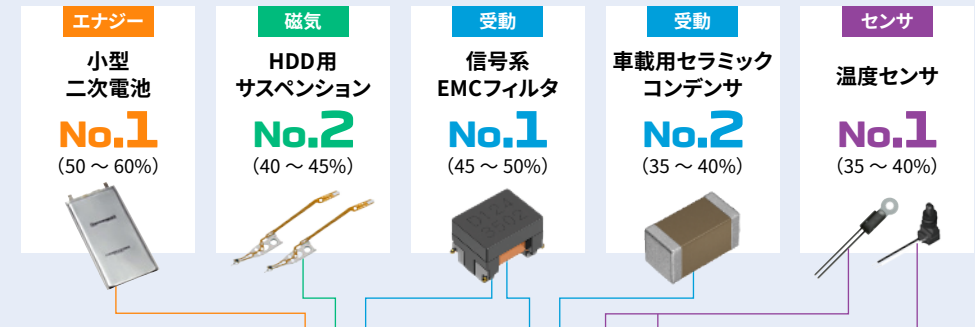 エナジー
小型
二次電池
No.1
(50 ～ 60%)
磁気
HDD用
サスペンション
No.2
(40 ～ 45%)
受動
信号系
EMCフィルタ
No.1
(45 ～ 50%)
受動
車載用セラミック
コンデンサ
No.2
(35 ～ 40%)
センサ
温度センサ
No.1
(35 ～ 40%)